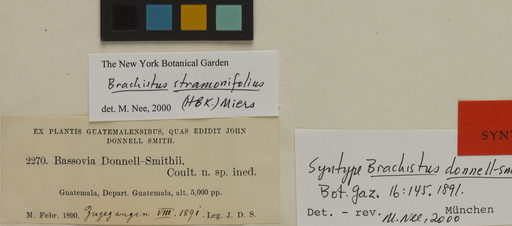 The New York Botanical Garden
Brachistus stramonifolius
(HBK.) Miers
det. M. Nee, 2000
EX PLANTIS GUATEMALENSIBUS, QUAS EDIDIT JOHN
DONNELL SMITH.
2270. Bassovia Donnell-Smithii,
Coult. n. sp. ined.
Guatemala, Depart. Guatemala, alt. 5,000 pp.
M. Febr. 1890. Zugegangen VIII. 1891. Leg. J. D. S.
SYN
Syntype Brachistus donnell-sm
Bot. Gaz. 16:145. 1891.
Det. - rev. M. Nee, 2000 München